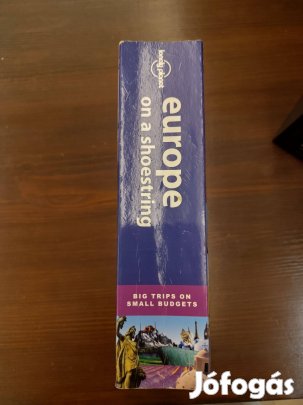 lonely planet
europe
on a shoestring
BIG TRIPS ON
SMALL BUDGETS
Jófogás